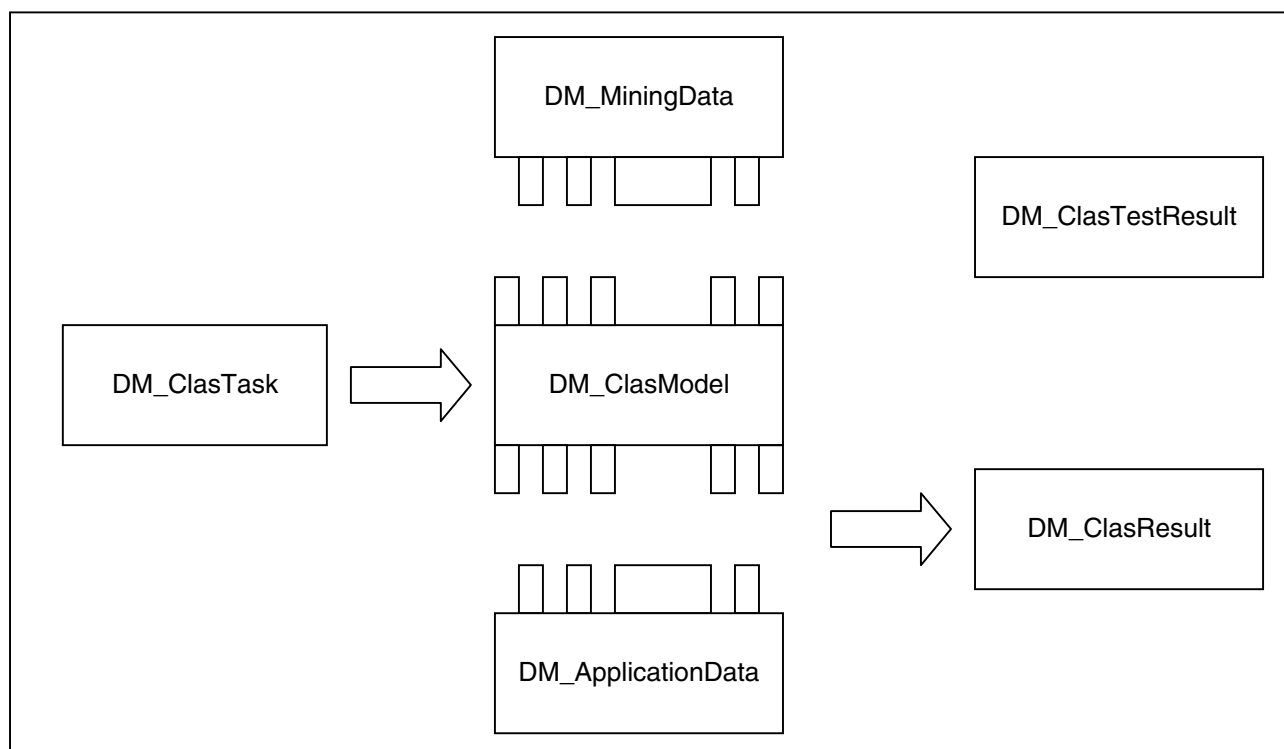 DM_MiningData
DM_ClasTestResult
DM_ClasTask
DM_ClasModel
DM_ClasResult
DM_ApplicationData